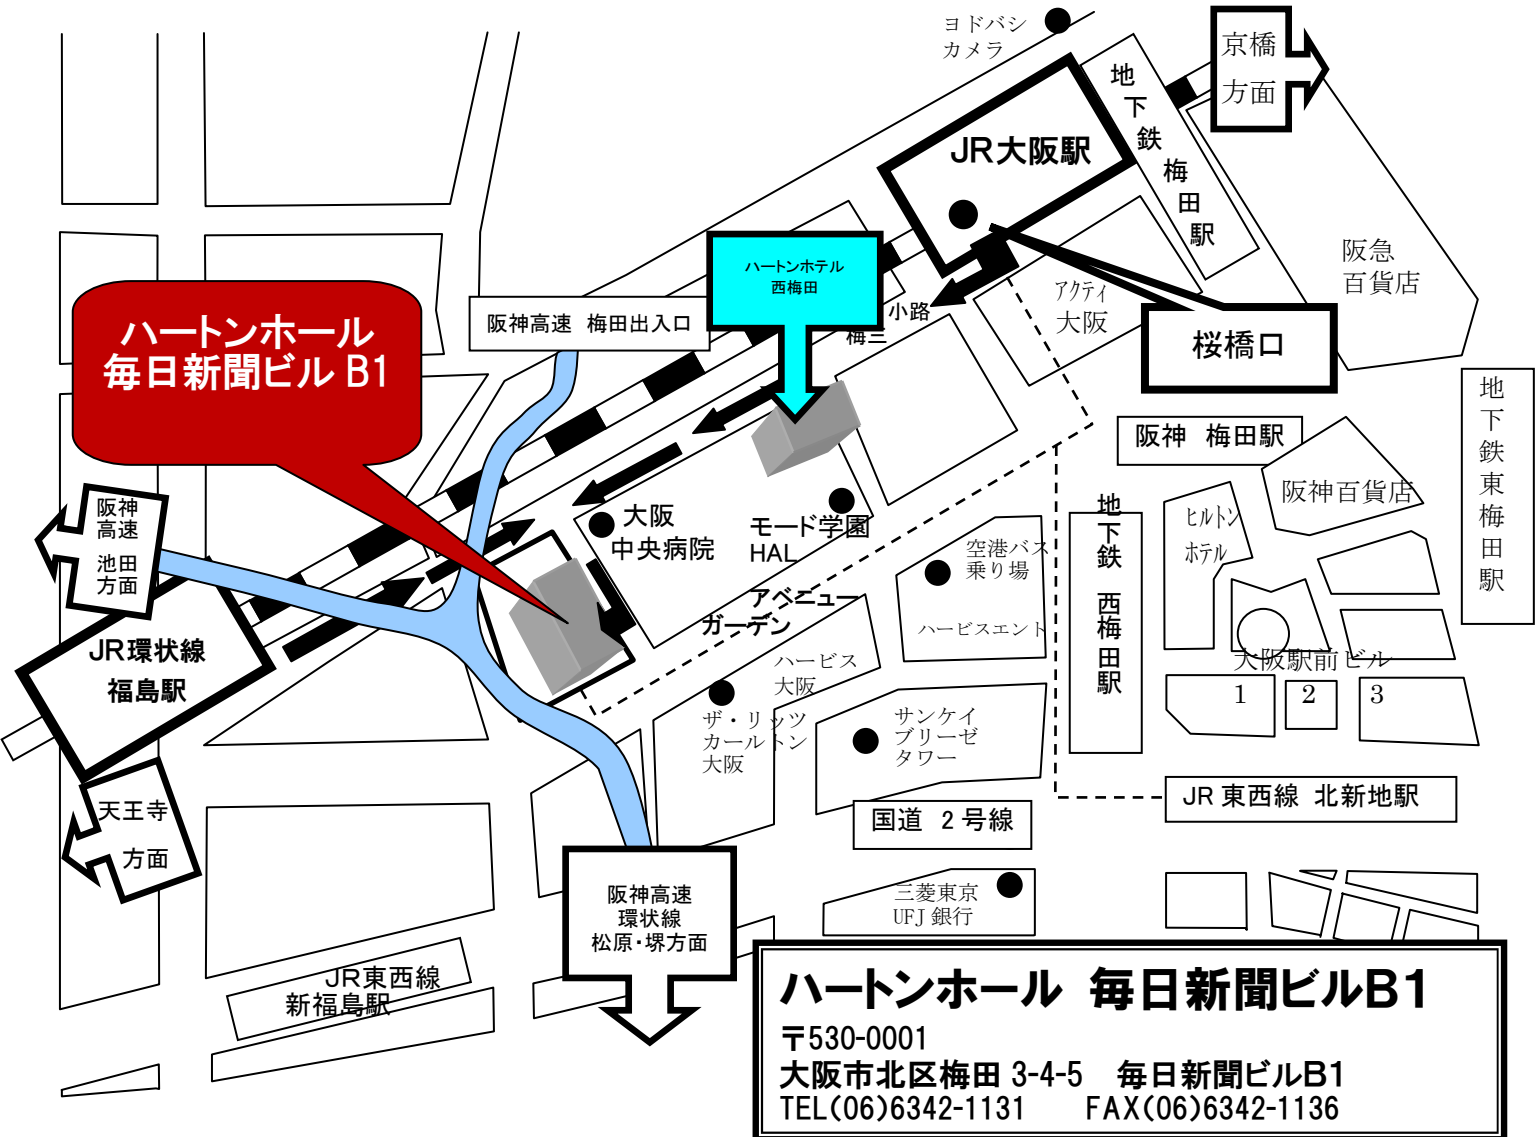 ヨドバシ
カメラ
京橋
方面
JR大阪駅
地下鉄梅田駅
阪急
百貨店
ハートンホテル
西梅田
小路
梅三
アクティ
大阪
桜橋口
阪神高速 梅田出入口
ハートンホール
毎日新聞ビル B1
地下鉄東梅田駅
阪神 梅田駅
阪神百貨店
ヒルトン
ホテル
阪神
高速
池田
方面
大阪
中央病院
モード学園
HAL
空港バス
乗り場
地下鉄 西梅田駅
アベニュー
ガーデン
ハービスエント
JR環状線
福島駅
ハービス
大阪
大阪駅前ビル
1 2 3
ザ・リッツ
カールトン
大阪
サンケイ
ブリーゼ
タワー
天王寺
方面
国道 2号線
JR東西線 北新地駅
阪神高速
環状線
松原・堺方面
三菱東京
UFJ銀行
JR東西線
新福島駅
ハートンホール 毎日新聞ビルB1
〒530-0001
大阪市北区梅田 3-4-5 毎日新聞ビルB1
TEL(06)6342-1131 FAX(06)6342-1136